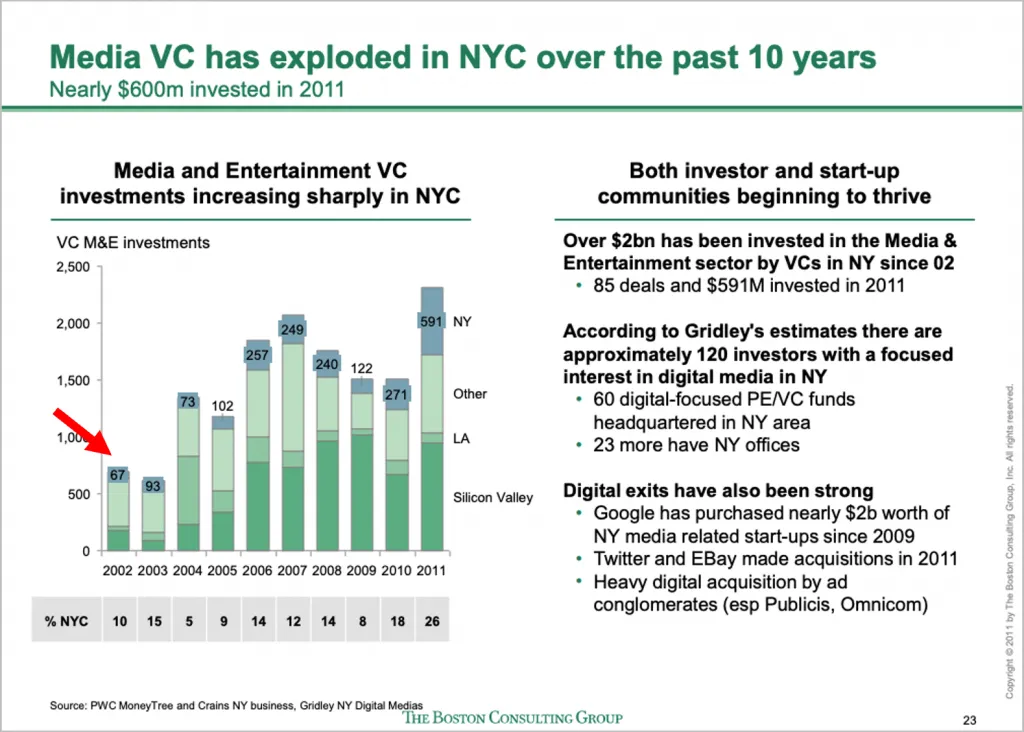 Media VC has exploded in NYC over the past 10 years
Nearly $600m invested in 2011
Media and Entertainment VC
investments increasing sharply in NYC
VC M&E investments
2,500
2,000
1,500
1,0
500
0
67
93
73
102
257
249
240
122
271
591
NY
Other
LA
Silicon Valley
2002 2003 2004 2005 2006 2007 2008 2009 2010 2011
% NYC 10 15 5 9 14 12 14 8 18 26
Both investor and start-up
communities beginning to thrive
Over $2bn has been invested in the Media &
Entertainment sector by VCs in NY since 02
• 85 deals and $591M invested in 2011
According to Gridley's estimates there are
approximately 120 investors with a focused
interest in digital media in NY
• 60 digital-focused PE/VC funds
headquartered in NY area
• 23 more have NY offices
Digital exits have also been strong
• Google has purchased nearly $2b worth of
NY media related start-ups since 2009
• Twitter and EBay made acquisitions in 2011
• Heavy digital acquisition by ad
conglomerates (esp Publicis, Omnicom)
Source: PWC MoneyTree and Crains NY business, Gridley NY Digital Medias
THE BOSTON CONSULTING GROUP
23
Copyright © 2011 by The Boston Consulting Group, Inc. All rights reserved.